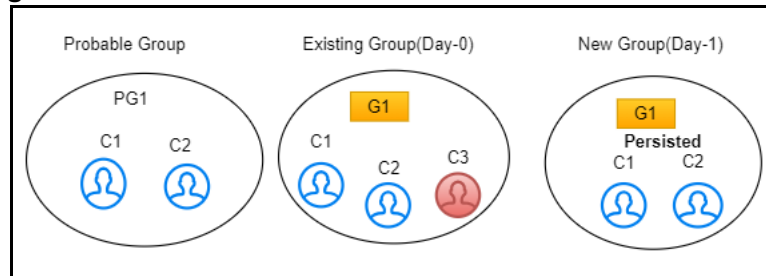 Probable Group
Existing Group(Day-0)
New Group(Day-1)
PG1
C1
C2
G1
C1
C2
C3
G1
Persisted
C1
C2